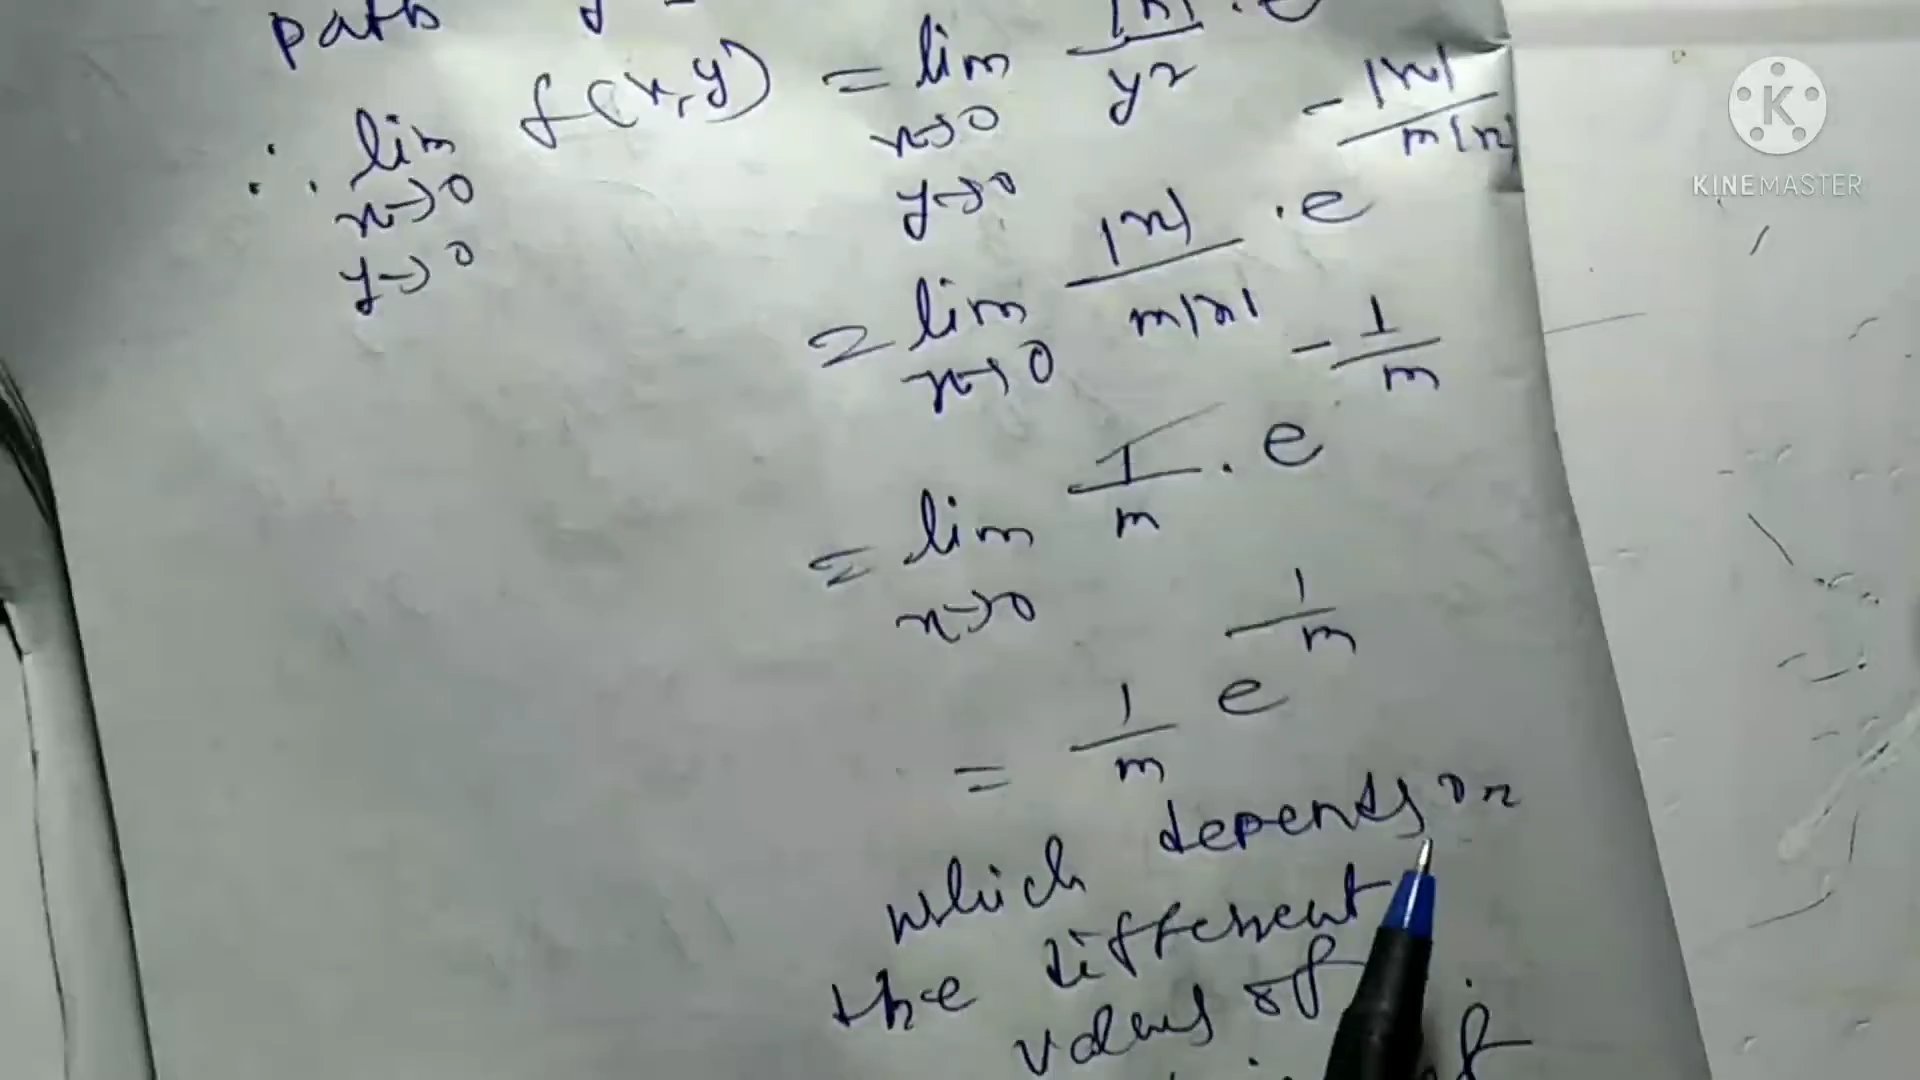 path y
∴ lim f(x,y) = lim |x| . e
x→0 x→0 y²
y→0 y→0
= lim |x| / m|x| . e -|x| / m|x|
x→0
= lim 1 / m . e - 1 / m
x→0
= 1 / m e 1 / m
which depends on
the different
values of
KINEMASTER